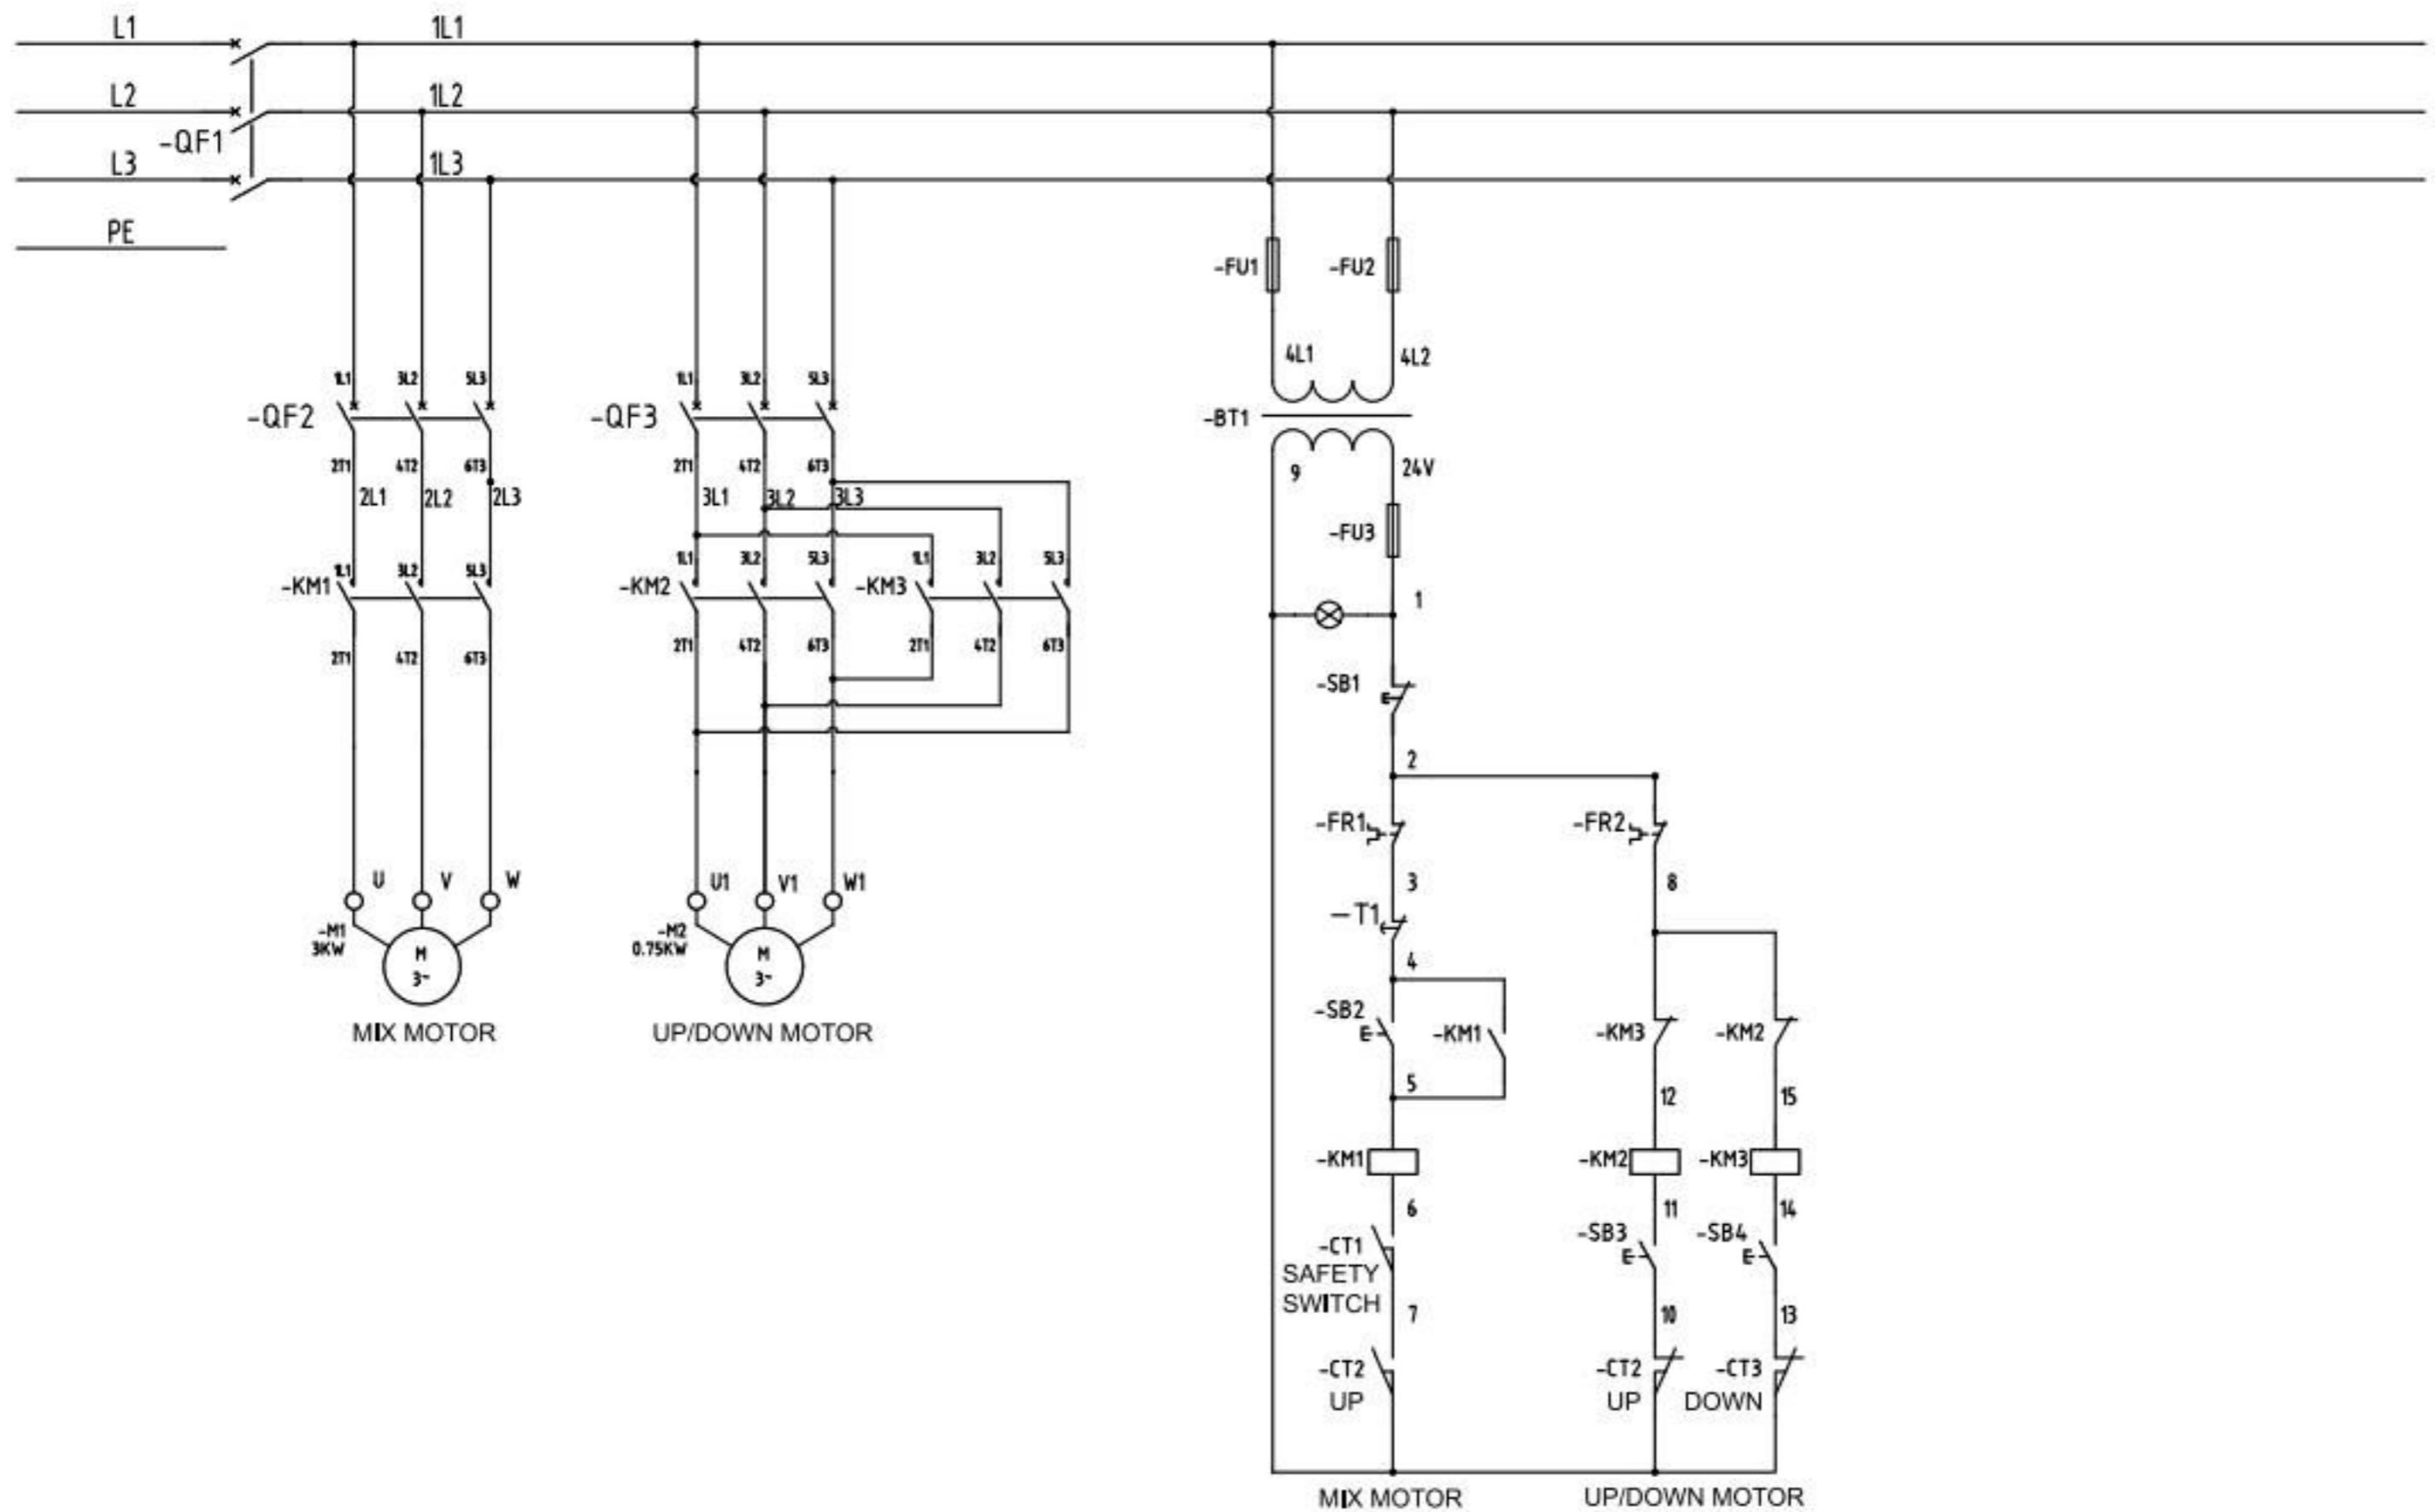 L1 1L1
L2 1L2
-QF1
L3 1L3
PE
-FU1 -FU2
4L1 4L2
1L1 3L2 5L3 1L1 3L2 5L3
-QF2 -QF3 -BT1
2T1 4T2 6T3 2T1 4T2 6T3 9 24V
2L1 2L2 2L3 3L1 3L2 3L3
-FU3
1L1 3L2 5L3 1L1 3L2 5L3 1L1 3L2 5L3
-KM1 -KM2 -KM3 1
2T1 4T2 6T3 2T1 4T2 6T3 2T1 4T2 6T3
-SB1
2
-FR1 -FR2
U V W U1 V1 W1 3 8
-T1
-M1 -M2
3KW 0.75KW
M M 4
3~ 3~
-SB2
MIX MOTOR UP/DOWN MOTOR -KM1 -KM3 -KM2
5 12 15
-KM1 -KM2 -KM3
6 11 14
-SB3 -SB4
-CT1
SAFETY
SWITCH
7 10 13
-CT2 -CT2 -CT3
UP UP DOWN
MIX MOTOR UP/DOWN MOTOR